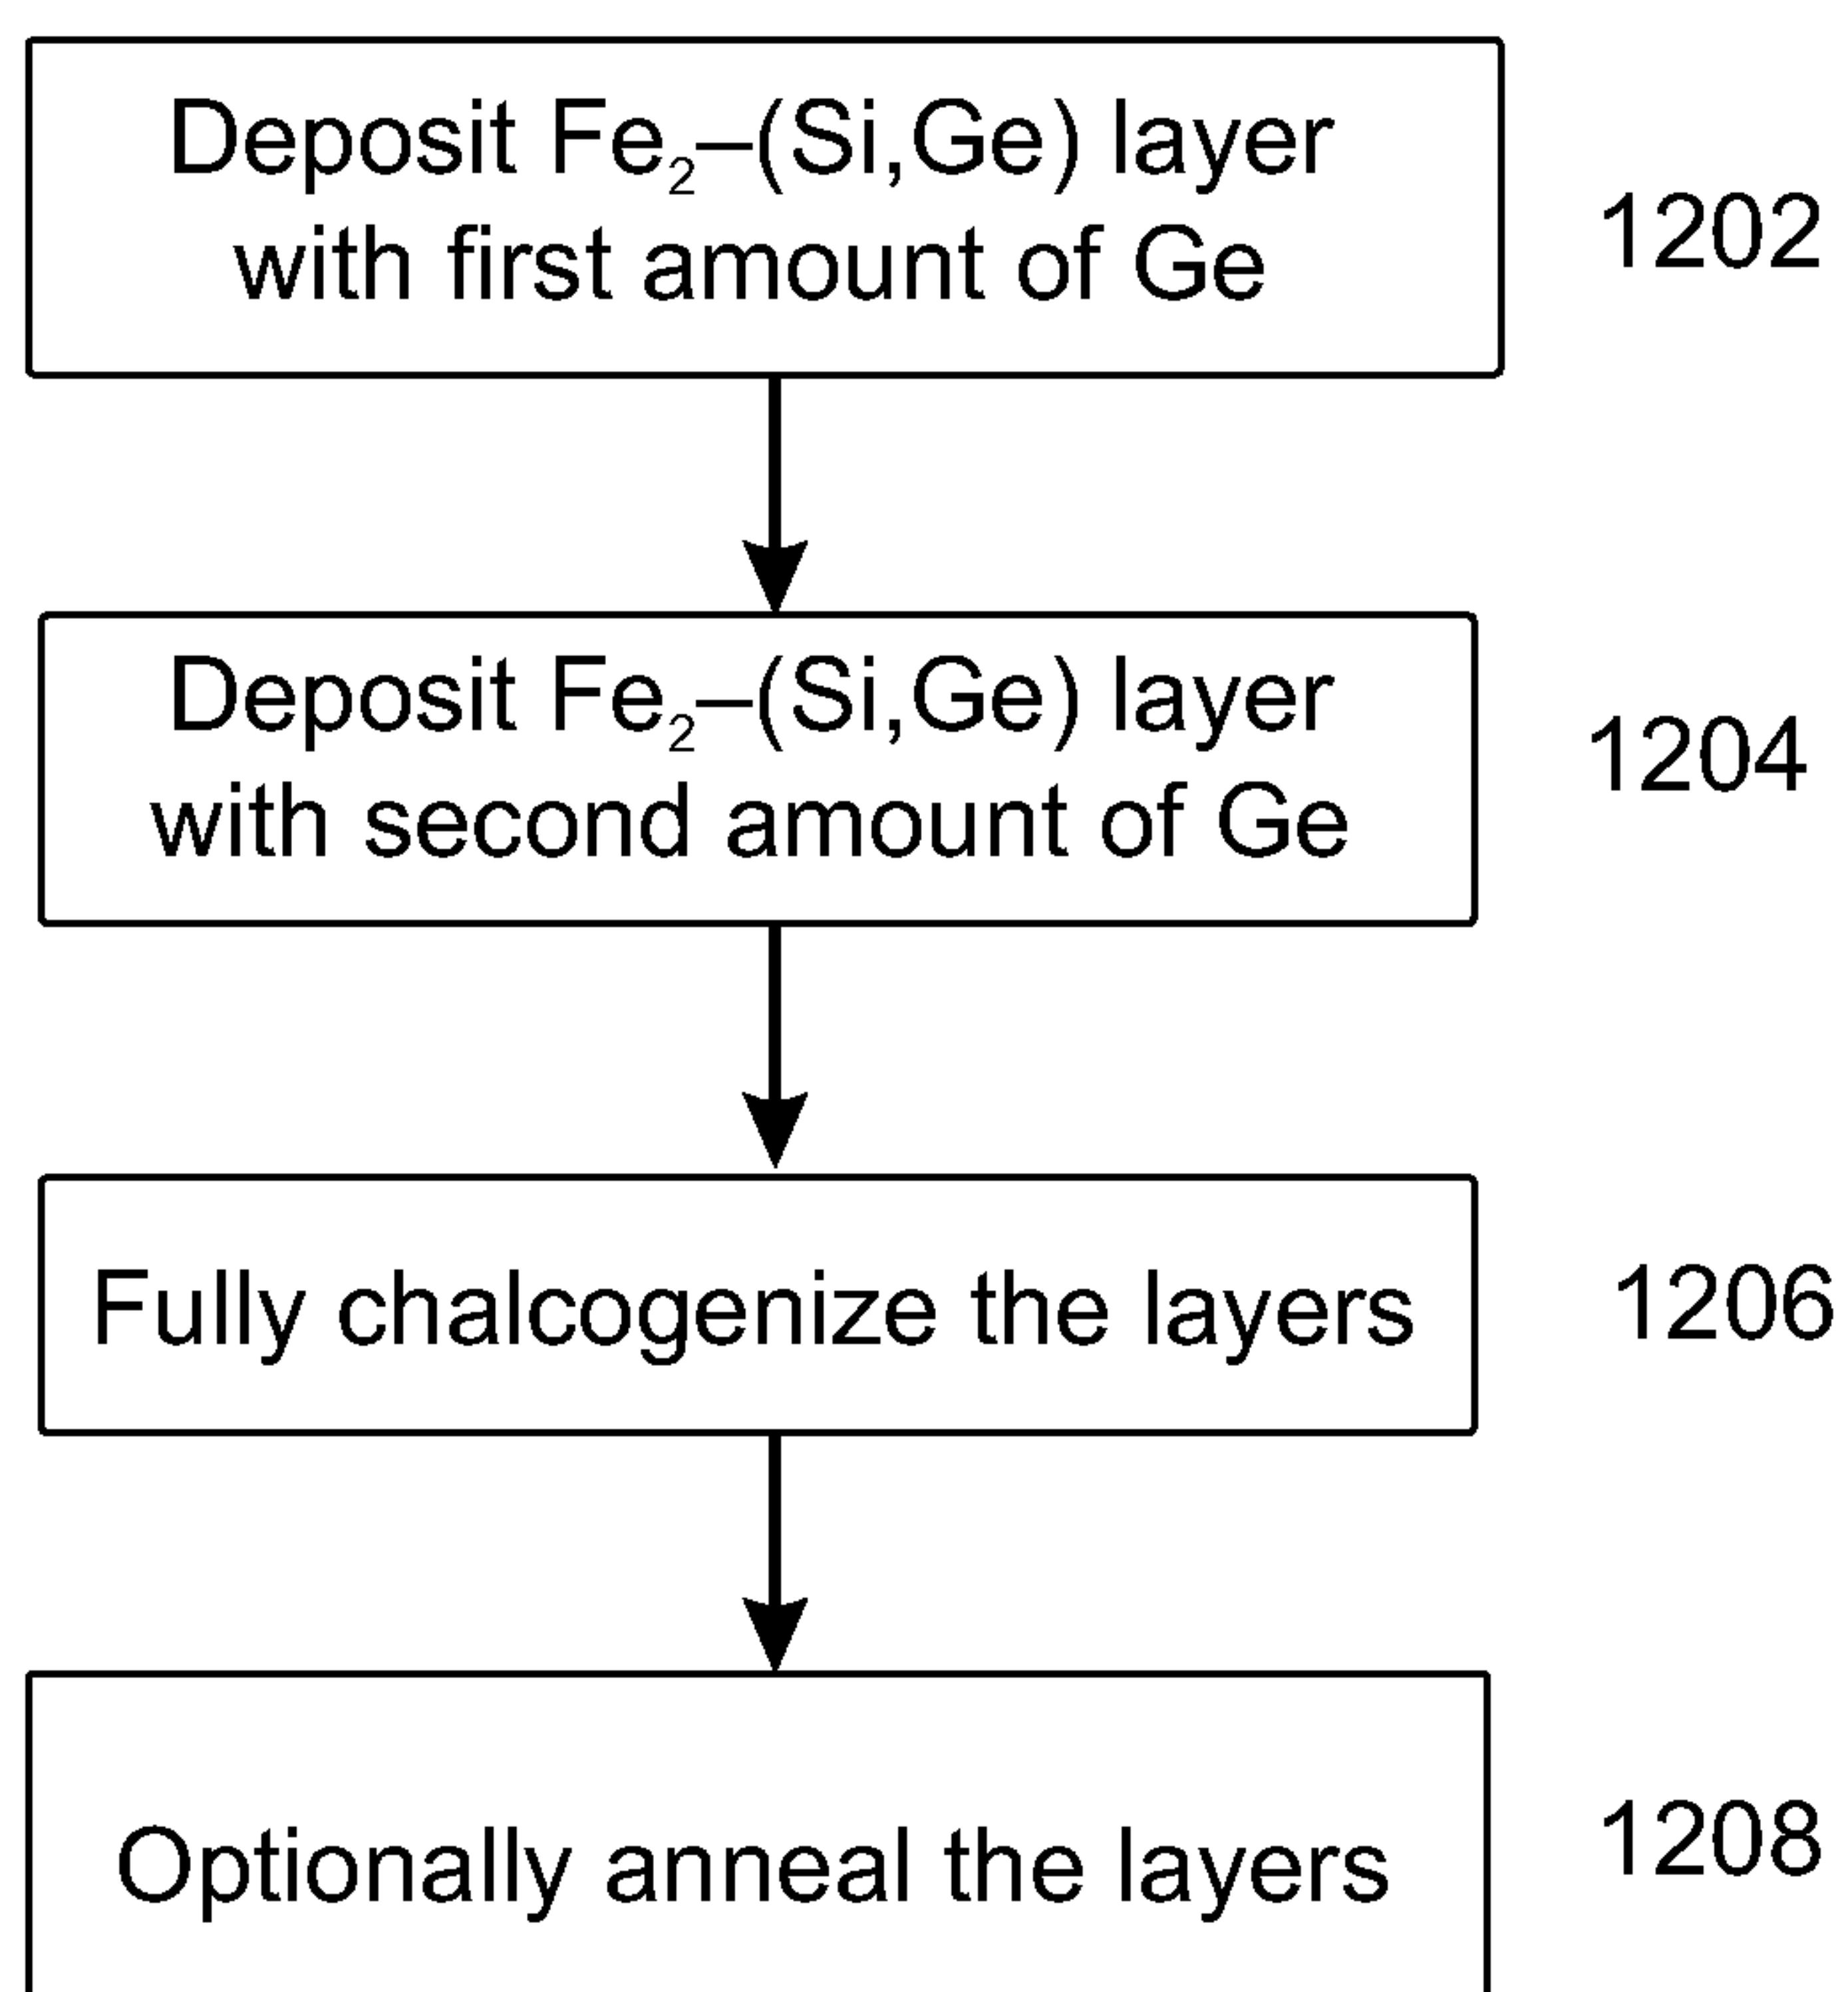 Deposit Fe₂–(Si,Ge) layer
with first amount of Ge
1202
Deposit Fe₂–(Si,Ge) layer
with second amount of Ge
1204
Fully chalcogenize the layers
1206
Optionally anneal the layers
1208